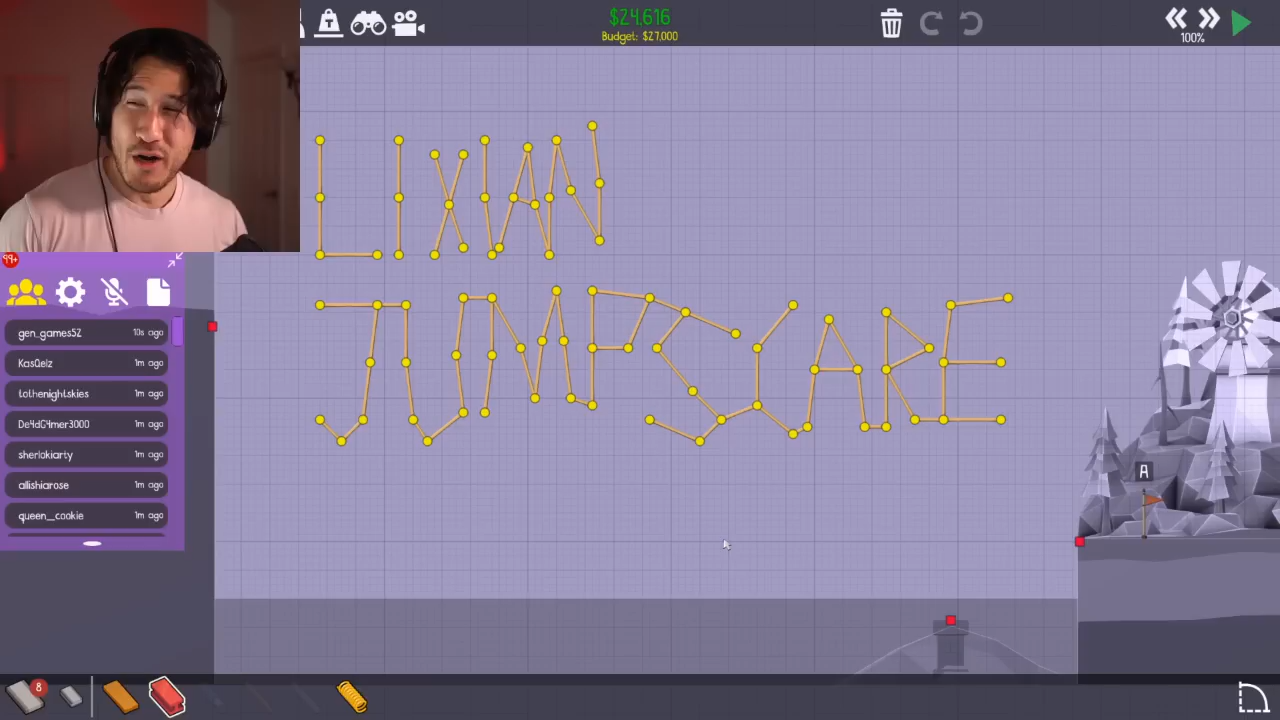 $24,616
Budget: $27,000
100%
LIXIAN
JUMPSCARE
99+
gen_games52 10s ago
KasQelz 1m ago
tothenightskies 1m ago
De4dG4mer3000 1m ago
sherlokiarty 1m ago
allishiarose 1m ago
queen_cookie 1m ago
A
8